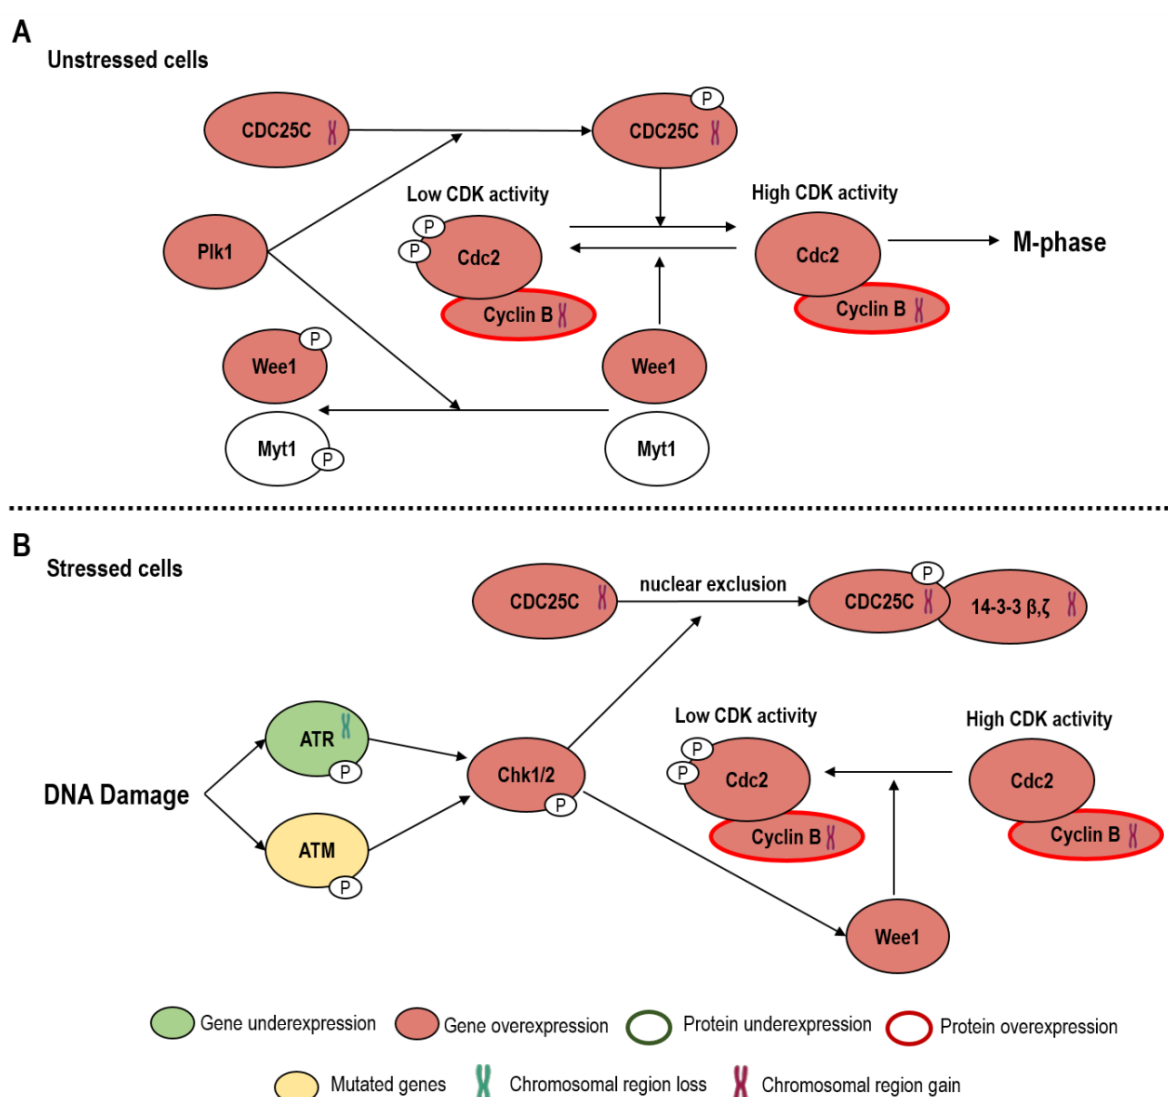 A
Unstressed cells
CDC25C
P
CDC25C
Low CDK activity
High CDK activity
P
P
Cdc2
Cyclin B
Plk1
Cdc2
Cyclin B
M-phase
P
Wee1
Wee1
Myt1
P
Myt1
B
Stressed cells
CDC25C
nuclear exclusion
P
CDC25C
14-3-3 β,ζ
DNA Damage
ATR
P
ATM
P
Chk1/2
P
Low CDK activity
High CDK activity
P
P
Cdc2
Cyclin B
Cdc2
Cyclin B
Wee1
Gene underexpression
Gene overexpression
Protein underexpression
Protein overexpression
Mutated genes
Chromosomal region loss
Chromosomal region gain